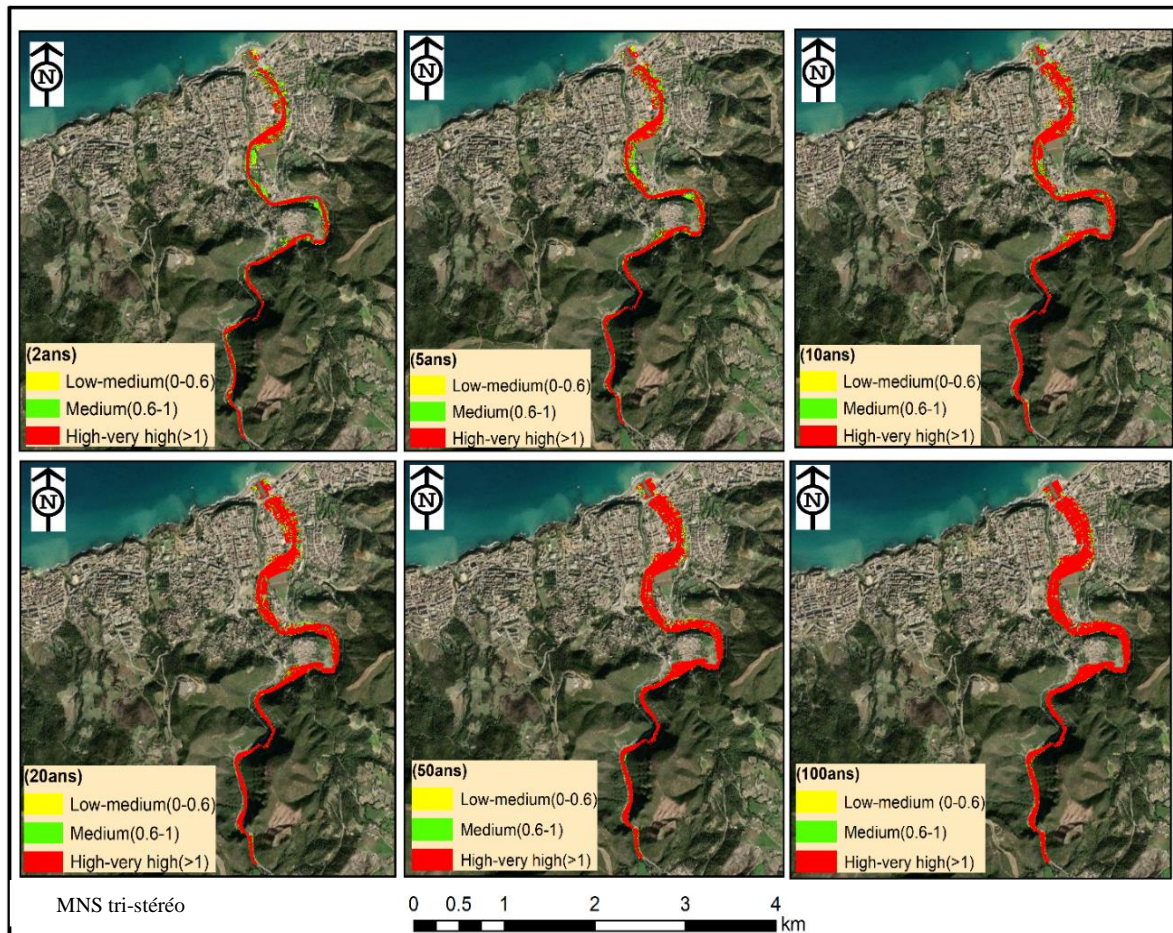 N
(2ans)
Low-medium(0-0.6)
Medium(0.6-1)
High-very high(>1)
N
(5ans)
Low-medium(0-0.6)
Medium(0.6-1)
High-very high(>1)
N
(10ans)
Low-medium(0-0.6)
Medium(0.6-1)
High-very high(>1)
N
(20ans)
Low-medium(0-0.6)
Medium(0.6-1)
High-very high(>1)
N
(50ans)
Low-medium(0-0.6)
Medium(0.6-1)
High-very high(>1)
N
(100ans)
Low-medium (0-0.6)
Medium(0.6-1)
High-very high(>1)
MNS tri-stéréo
0 0.5 1 2 3 4
km